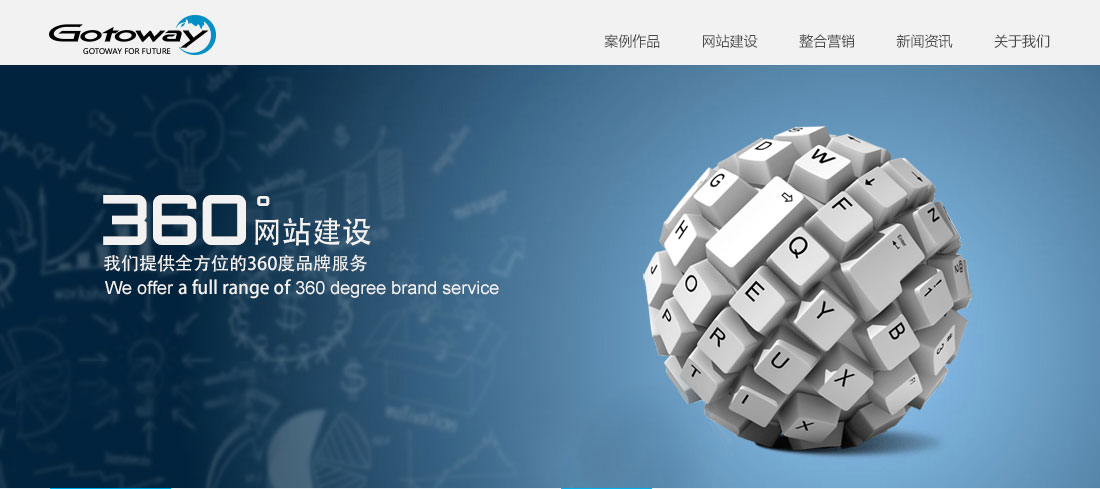 Gotoway
GOTOWAY FOR FUTURE
案例作品 网站建设 整合营销 新闻资讯 关于我们
360°网站建设
我们提供全方位的360度品牌服务
We offer a full range of 360 degree brand service
S
D
W
G
F
N
H
Q
Enter
J
O
E
Y
B
P
R
U
X
T
I
X